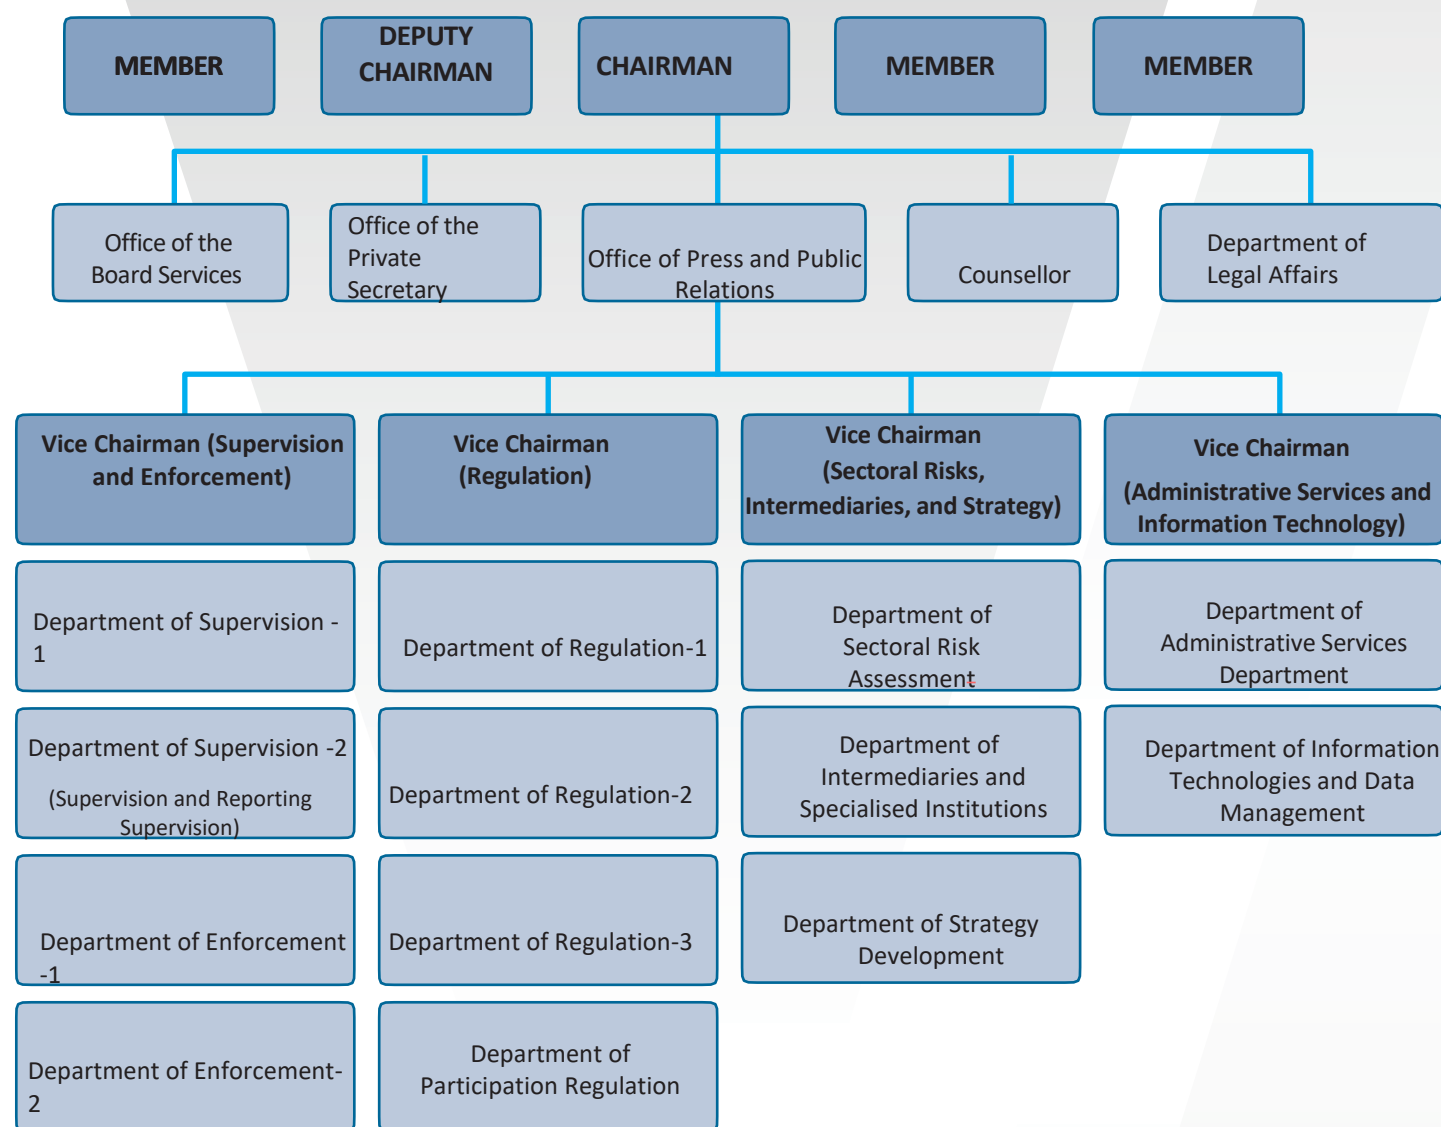 MEMBER
DEPUTY
CHAIRMAN
CHAIRMAN
MEMBER
MEMBER
Office of the
Board Services
Office of the
Private
Secretary
Office of Press and Public
Relations
Counsellor
Department of
Legal Affairs
Vice Chairman (Supervision
and Enforcement)
Vice Chairman
(Regulation)
Vice Chairman
(Sectoral Risks,
Intermediaries, and Strategy)
Vice Chairman
(Administrative Services and
Information Technology)
Department of Supervision -
1
Department of Regulation-1
Department of
Sectoral Risk
Assessment
Department of
Administrative Services
Department
Department of Supervision -2
(Supervision and Reporting
Supervision)
Department of Regulation-2
Department of
Intermediaries and
Specialised Institutions
Department of Information
Technologies and Data
Management
Department of Enforcement
-1
Department of Regulation-3
Department of Strategy
Development
Department of Enforcement-
2
Department of
Participation Regulation